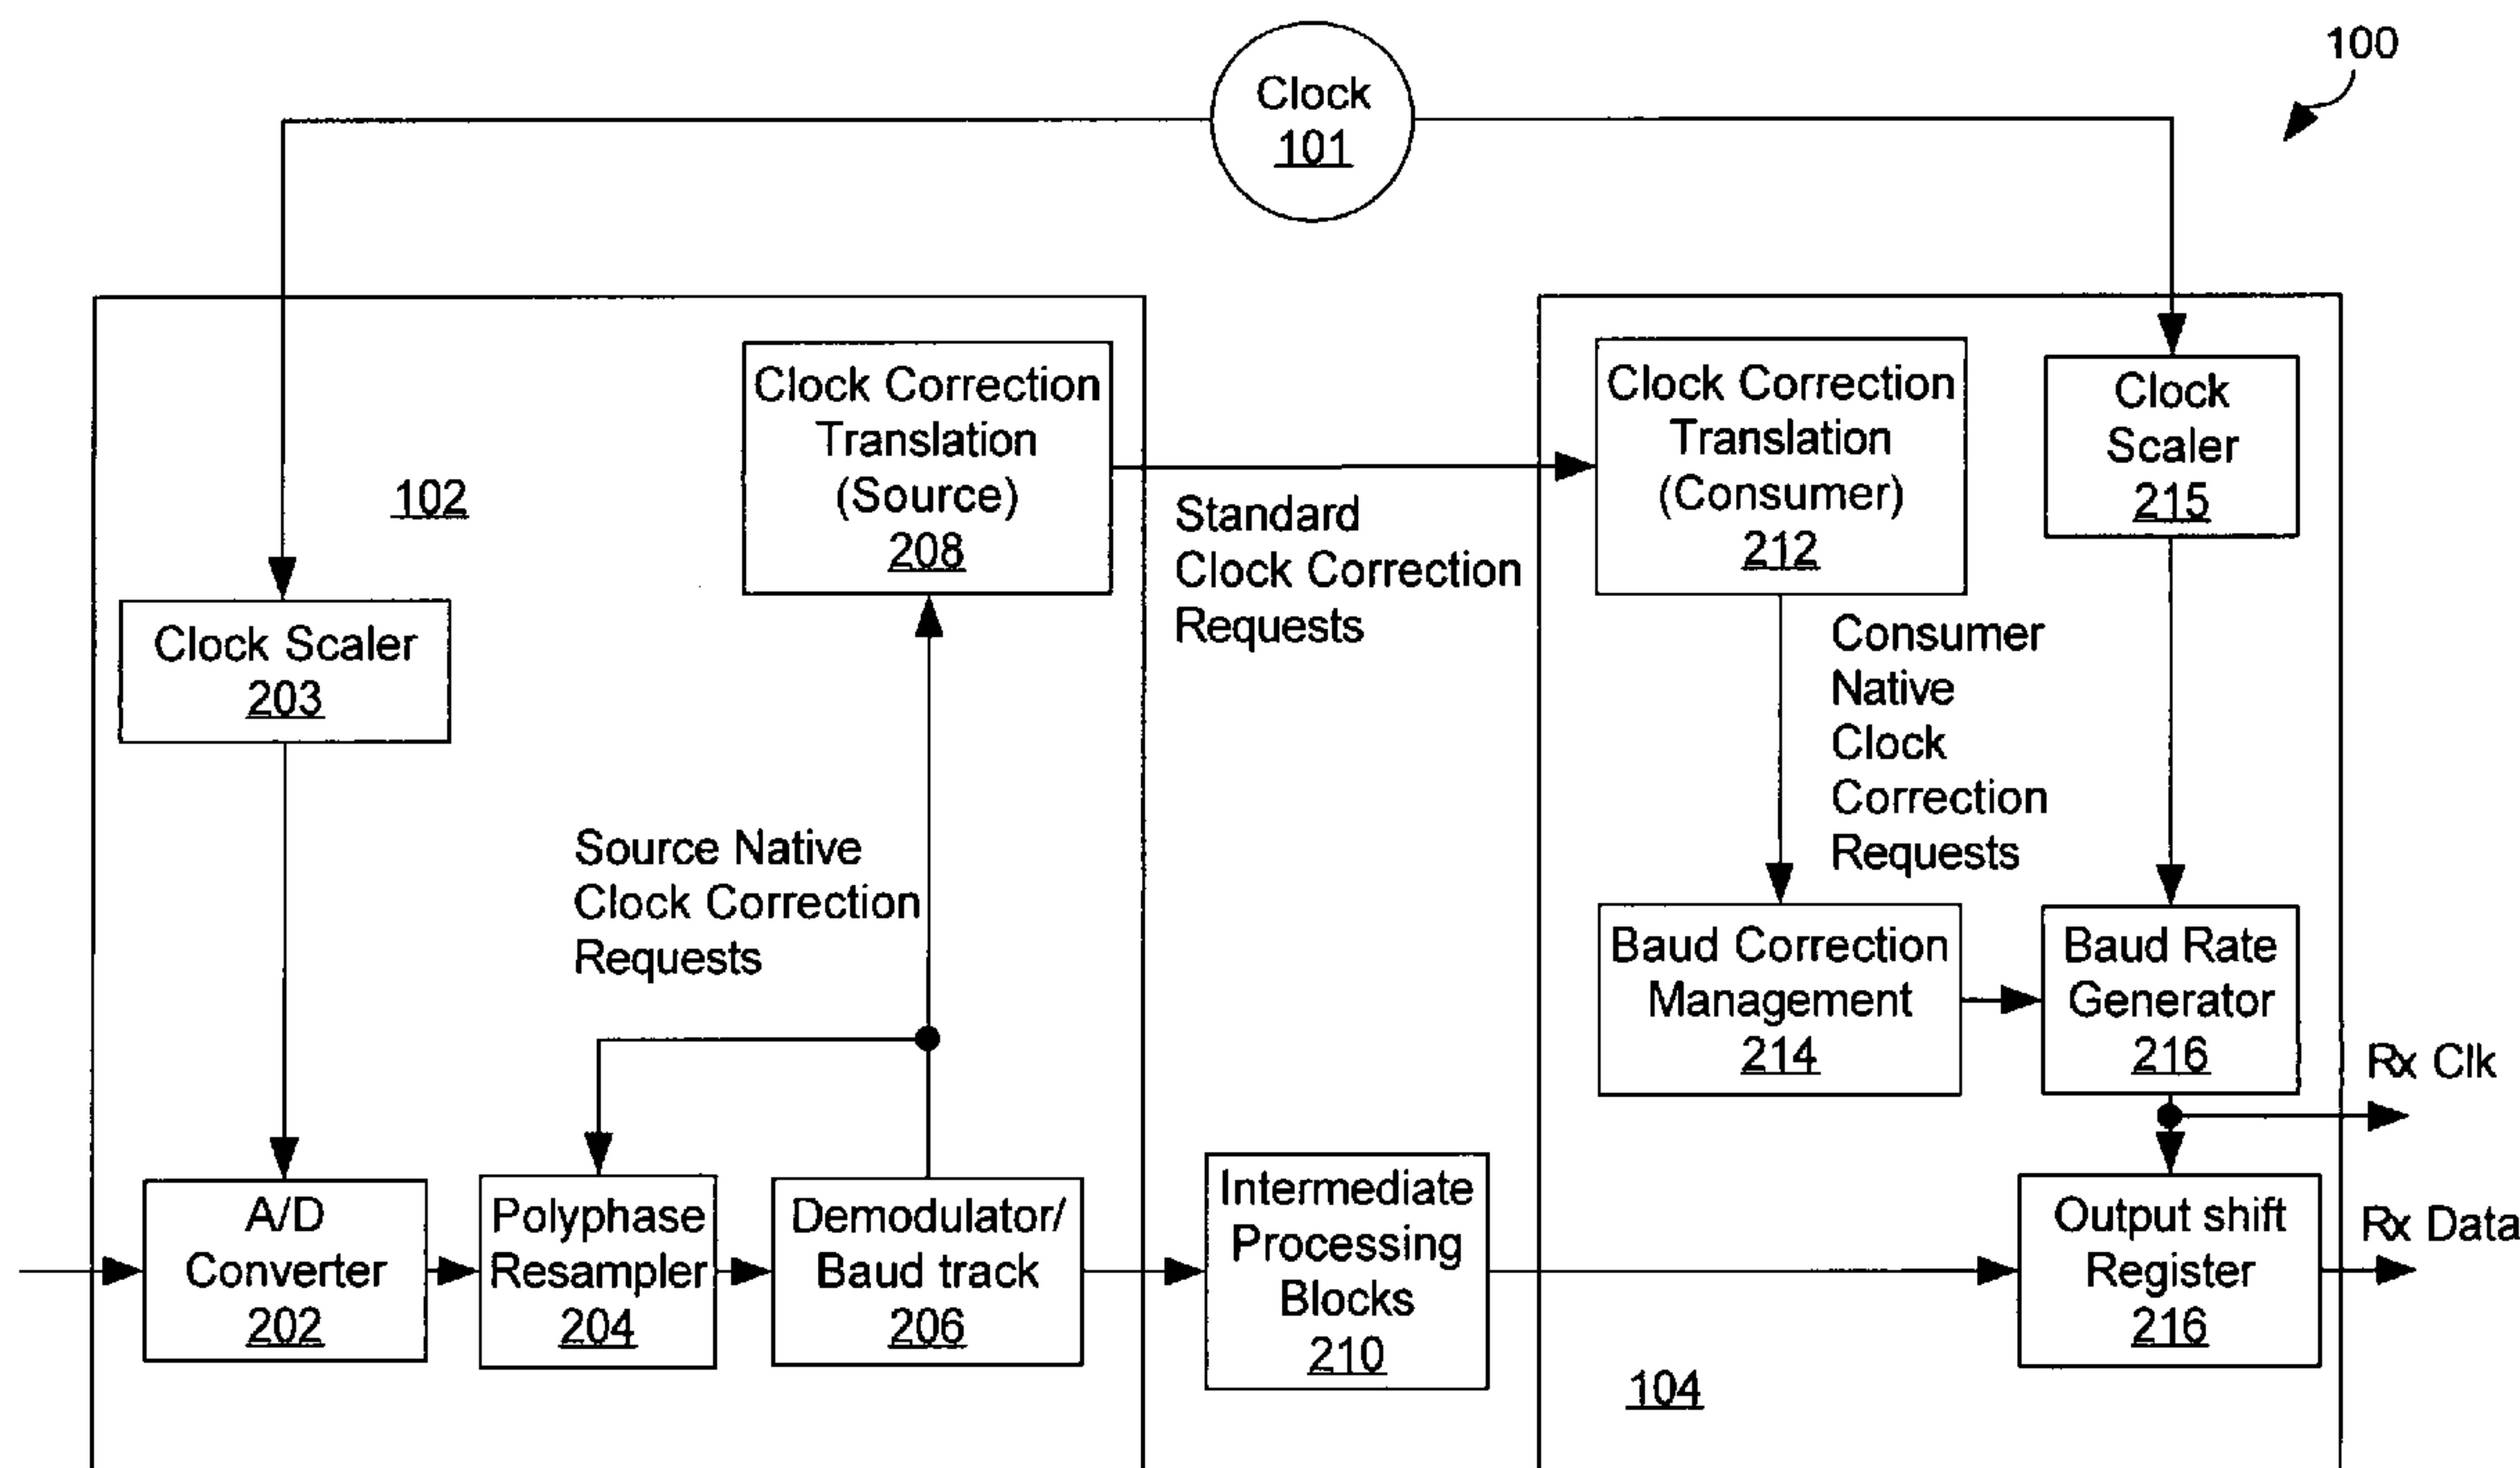 100
Clock
101
102
Clock Correction
Translation
(Source)
208
Standard
Clock Correction
Requests
Clock Correction
Translation
(Consumer)
212
Clock
Scaler
215
Clock Scaler
203
Consumer
Native
Clock
Correction
Requests
Source Native
Clock Correction
Requests
Baud Correction
Management
214
Baud Rate
Generator
216
Rx Clk
A/D
Converter
202
Polyphase
Resampler
204
Demodulator/
Baud track
206
Intermediate
Processing
Blocks
210
Output shift
Register
216
Rx Data
104